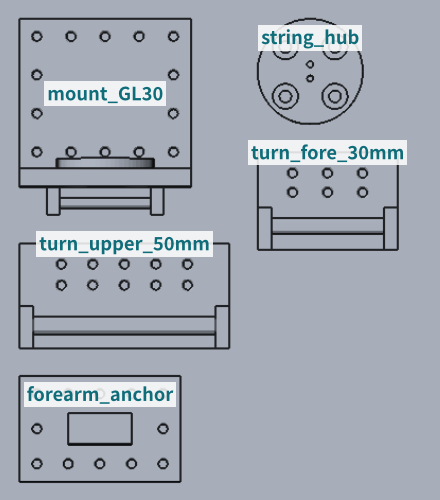 string_hub
mount_GL30
turn_fore_30mm
turn_upper_50mm
forearm_anchor